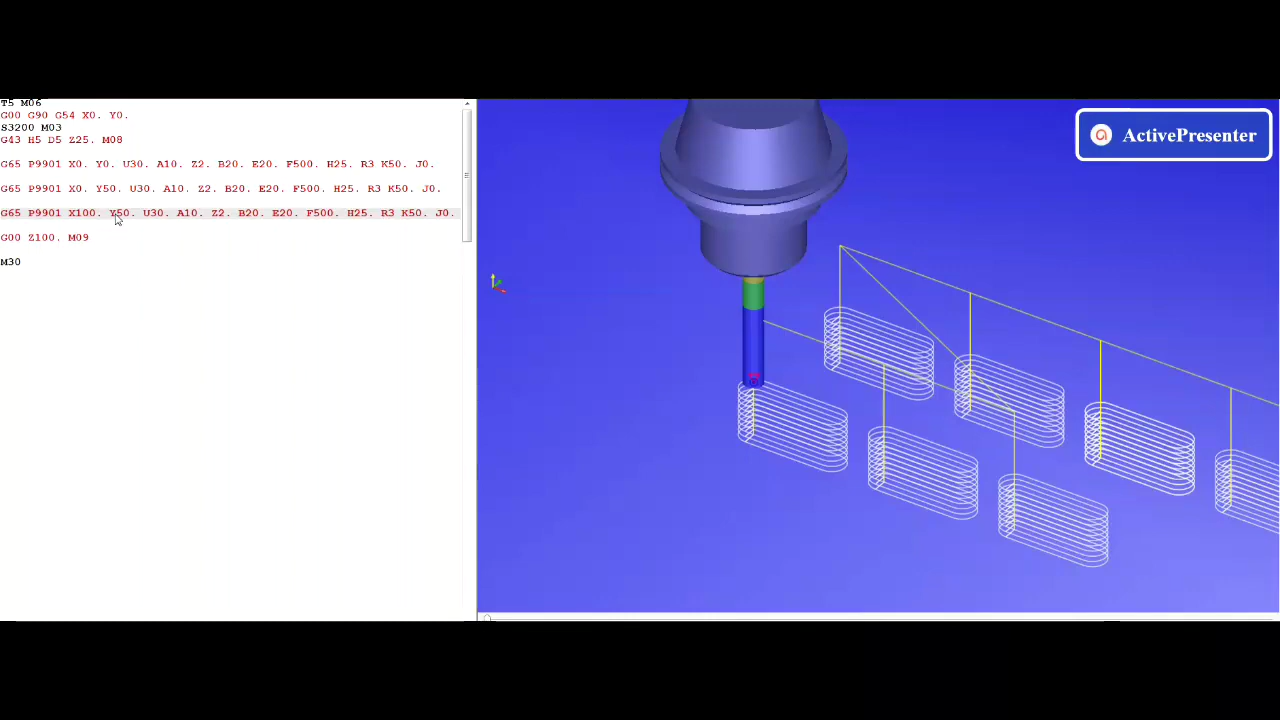 T5 M06
G00 G90 G54 X0. Y0.
S3200 M03
G43 H5 D5 Z25. M08
G65 P9901 X0. Y0. U30. A10. Z2. B20. E20. F500. H25. R3 K50. J0.
G65 P9901 X0. Y50. U30. A10. Z2. B20. E20. F500. H25. R3 K50. J0.
G65 P9901 X100. Y50. U30. A10. Z2. B20. E20. F500. H25. R3 K50. J0.
G00 Z100. M09
M30
ActivePresenter